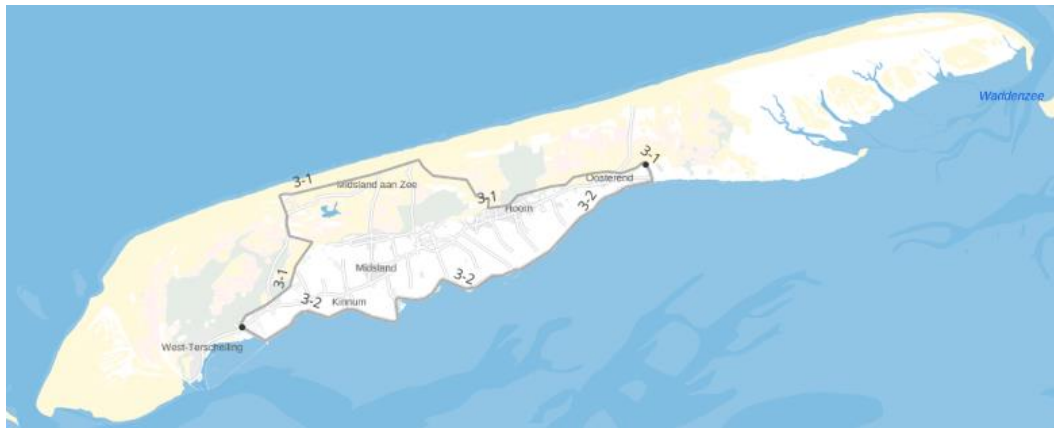 Waddenzee
3-1
Oosterend
3-1
Midsland aan Zee
3-1
Hoorn
3-2
Midsland
3-2
3-1
Kinnum
3-2
West-Terschelling